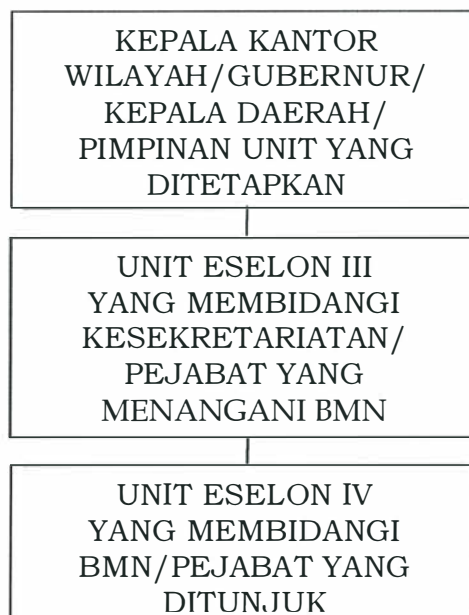 KEPALA KANTOR
WILAYAH/GUBERNUR/
KEPALA DAERAH/
PIMPINAN UNIT YANG
DITETAPKAN
UNIT ESELON III
YANG MEMBIDANGI
KESEKRETARIATAN/
PEJABAT YANG
MENANGANI BMN
UNIT ESELON IV
YANG MEMBIDANGI
BMN/PEJABAT YANG
DITUNJUK